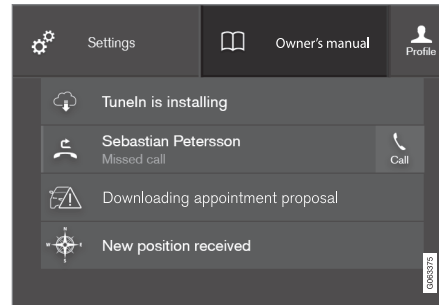 Settings
Owner's manual
Profile
TuneIn is installing
Sebastian Petersson
Missed call
Call
Downloading appointment proposal
N
W
E
S
New position received
G063375